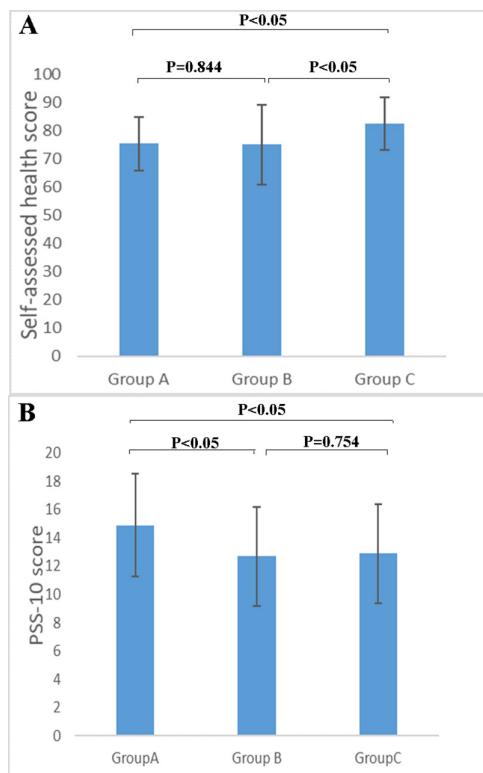 A
P<0.05
P=0.844
P<0.05
Self-assessed health score
100
90
80
70
60
50
40
30
20
10
0
Group A
Group B
Group C
B
P<0.05
P<0.05
P=0.754
PSS-10 score
20
18
16
14
12
10
8
6
4
2
0
GroupA
Group B
GroupC